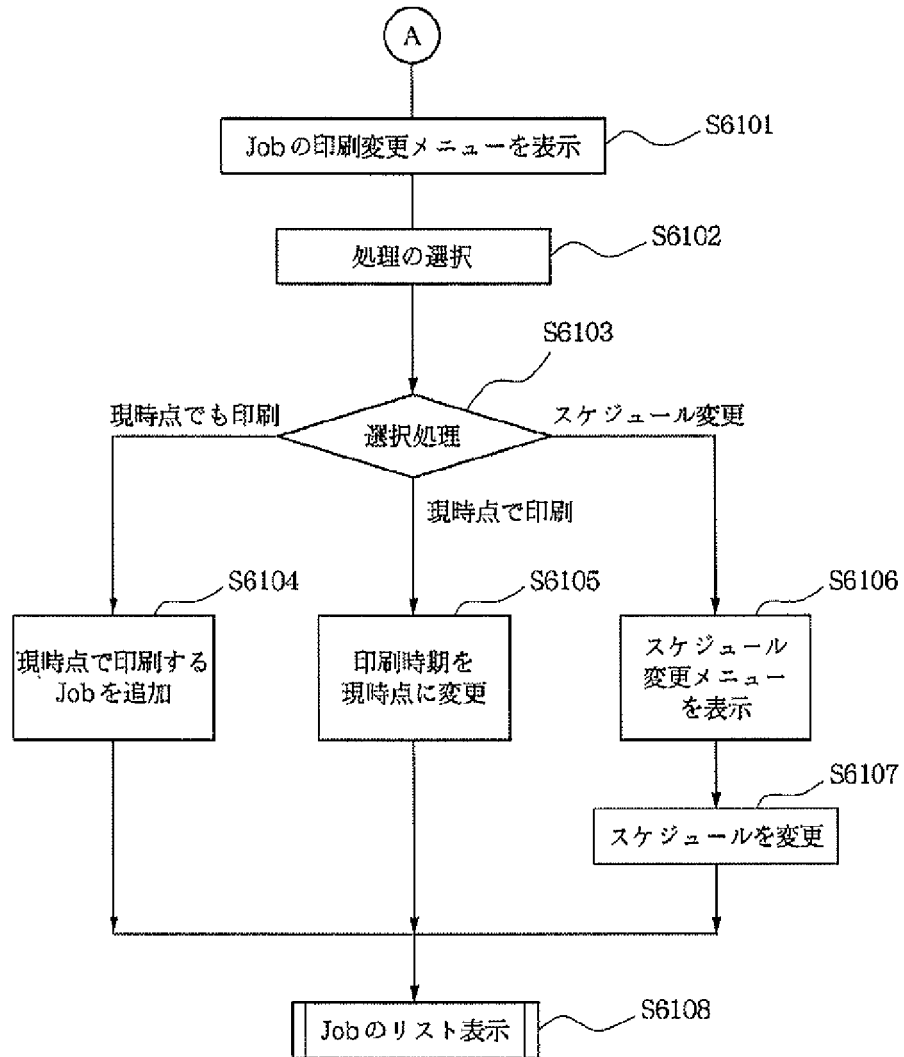 A
Jobの印刷変更メニューを表示
S6101
処理の選択
S6102
S6103
選択処理
現時点でも印刷
スケジュール変更
現時点で印刷
S6104
現時点で印刷する
Jobを追加
S6105
印刷時期を
現時点に変更
S6106
スケジュール
変更メニュー
を表示
S6107
スケジュールを変更
Jobのリスト表示
S6108